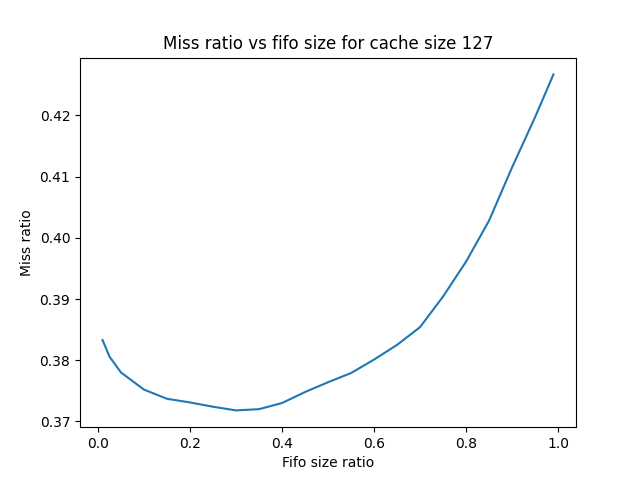 Miss ratio vs fifo size for cache size 127
Miss ratio
0.42
0.41
0.40
0.39
0.38
0.37
0.0 0.2 0.4 0.6 0.8 1.0
Fifo size ratio